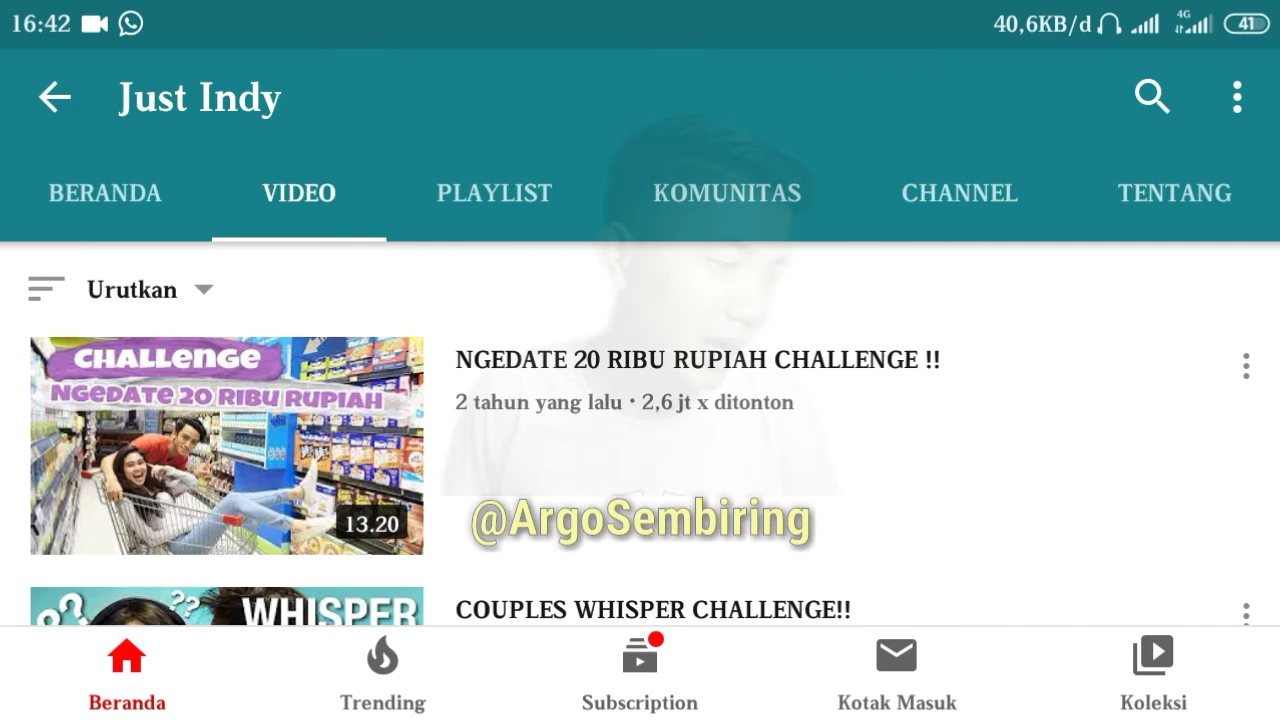 16:42
40,6KB/d
4G
41
Just Indy
BERANDA VIDEO PLAYLIST KOMUNITAS CHANNEL TENTANG
Urutkan
CHALLENGE
NGEDATE 20 RIBU RUPIAH
13.20
NGEDATE 20 RIBU RUPIAH CHALLENGE !!
2 tahun yang lalu • 2,6 jt x ditonton
@ArgoSembiring
??
??
WHISPER
COUPLES WHISPER CHALLENGE!!
Beranda Trending Subscription Kotak Masuk Koleksi